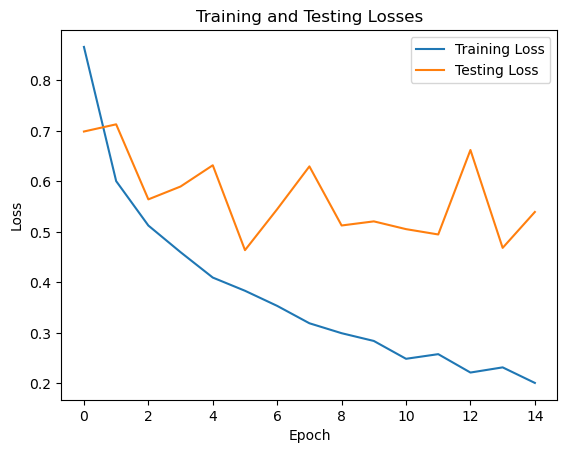 Training and Testing Losses
Training Loss
Testing Loss
Loss
0.8
0.7
0.6
0.5
0.4
0.3
0.2
0 2 4 6 8 10 12 14
Epoch